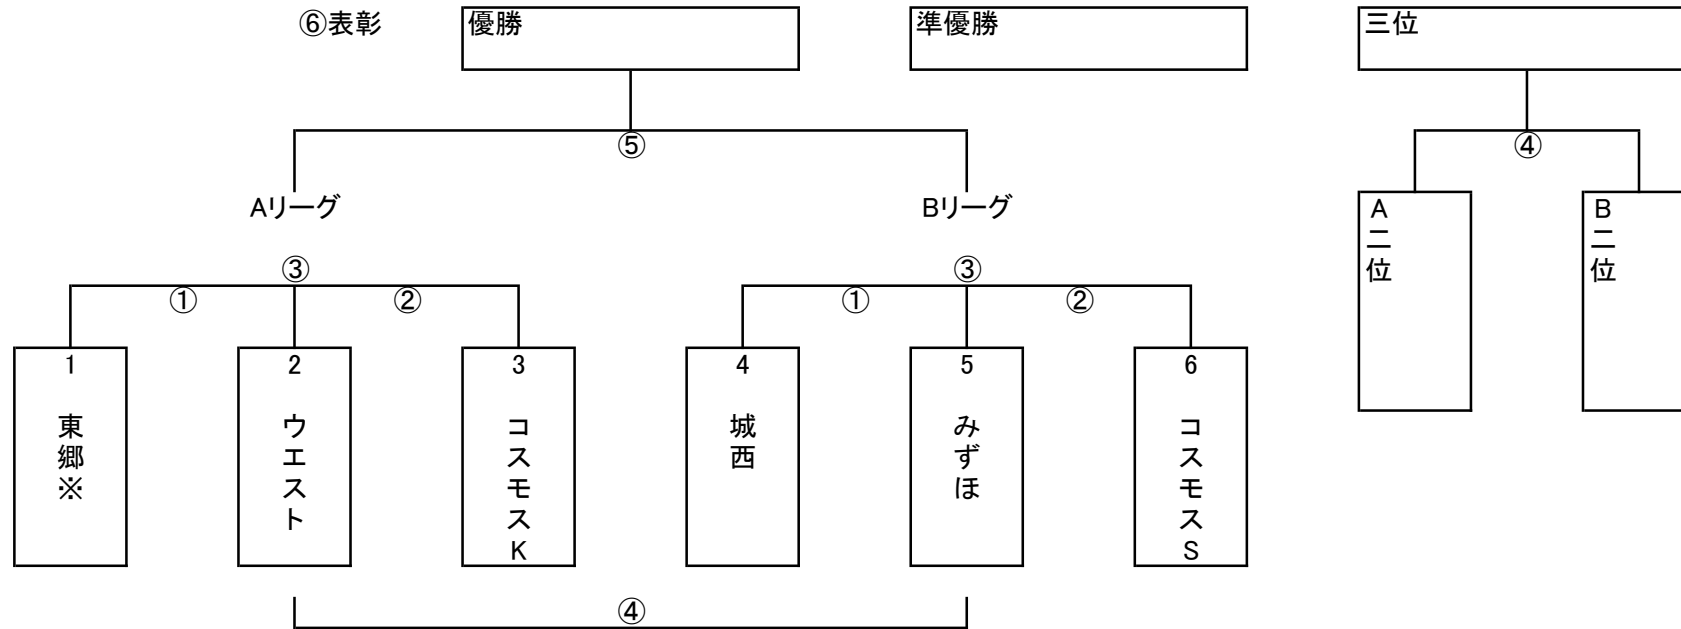 ⑥表彰
優勝
準優勝
三位
⑤
④
Aリーグ
Bリーグ
A二位
B二位
③
③
①
②
①
②
1
東郷※
2
ウエスト
3
コスモスK
4
城西
5
みずほ
6
コスモスS
④